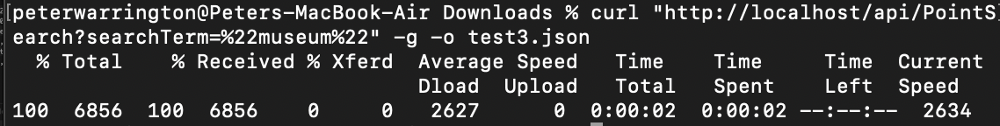 [peterwarrington@Peters-MacBook-Air Downloads % curl "http://localhost/api/PointS
earch?searchTerm=%22museum%22" -g -o test3.json
% Total % Received % Xferd Average Speed Time Time Time Current
Dload Upload Total Spent Left Speed
100 6856 100 6856 0 0 2627 0 0:00:02 0:00:02 --:--:-- 2634